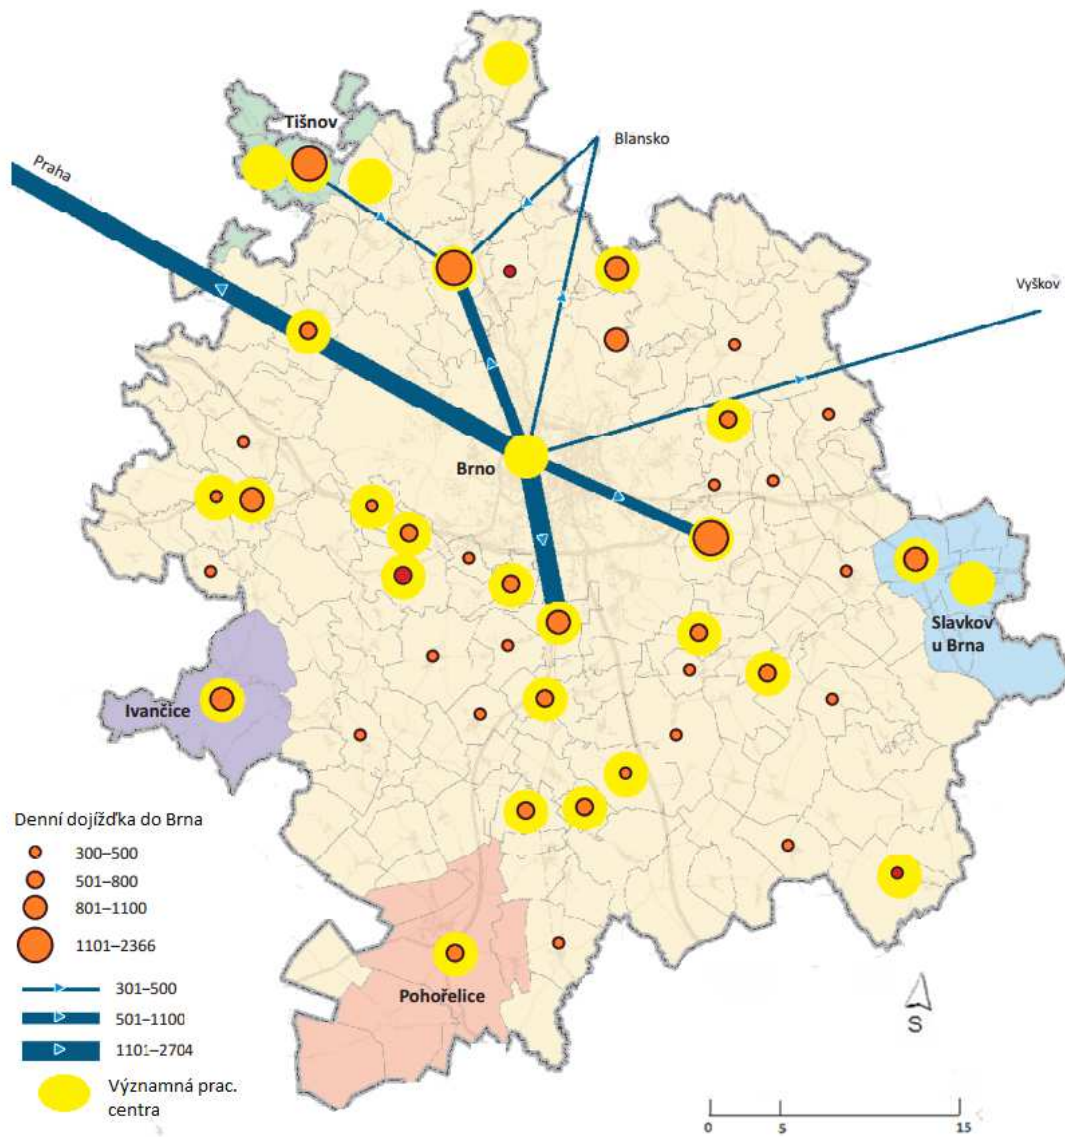 Tišnov
Blansko
Praha
Vyškov
Brno
Slavkov
u Brna
Ivančice
Denní dojížďka do Brna
300–500
501–800
801–1100
1101–2366
301–500
501–1100
1101–2704
Významná prac.
centra
Pohořelice
S
0 5 15